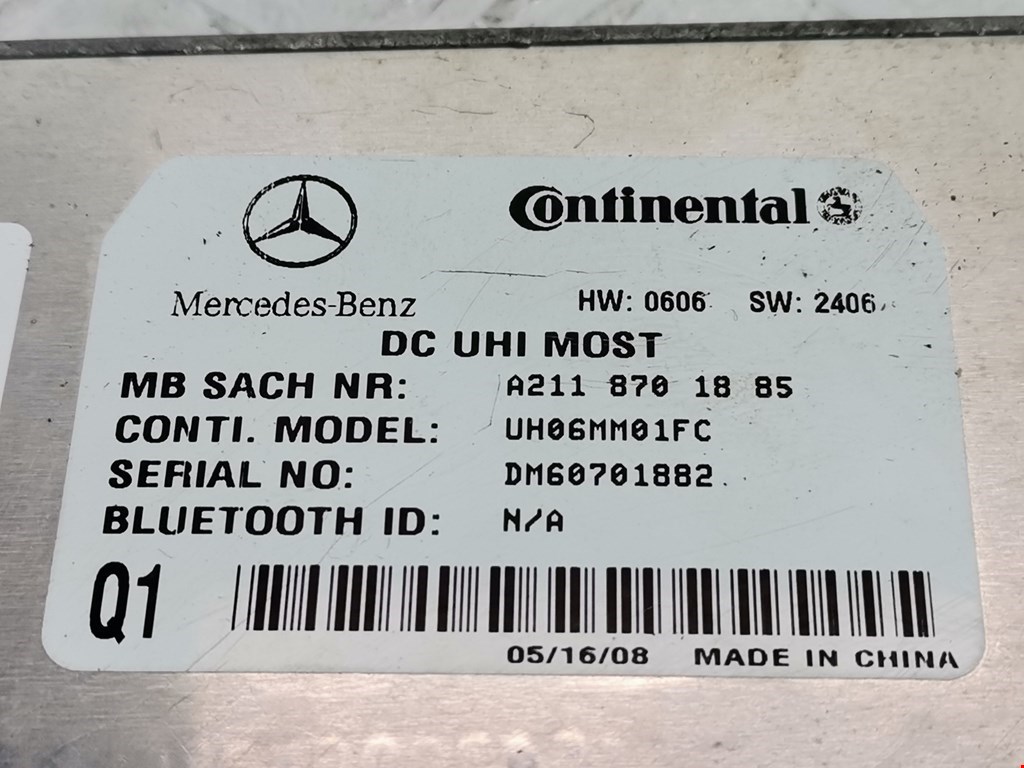 Continental
Mercedes-Benz
HW: 0606 SW: 2406
DC UHI MOST
MB SACH NR: A211 870 18 85
CONTI. MODEL: UH06MM01FC
SERIAL NO: DM60701882
BLUETOOTH ID: N/A
Q1
05/16/08 MADE IN CHINA